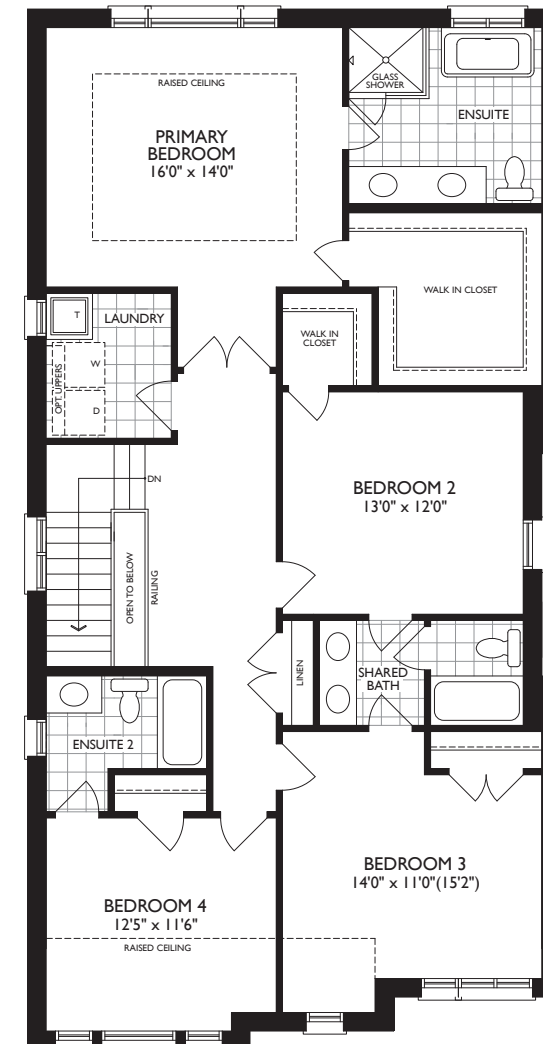 RAISED CEILING
PRIMARY
BEDROOM
16'0" x 14'0"
GLASS
SHOWER
ENSUITE
WALK IN CLOSET
T
LAUNDRY
W
D
OPT. UPPERS
WALK IN
CLOSET
BEDROOM 2
13'0" x 12'0"
DN
OPEN TO BELOW
RAILING
LINEN
SHARED
BATH
ENSUITE 2
BEDROOM 3
14'0" x 11'0"(15'2")
BEDROOM 4
12'5" x 11'6"
RAISED CEILING